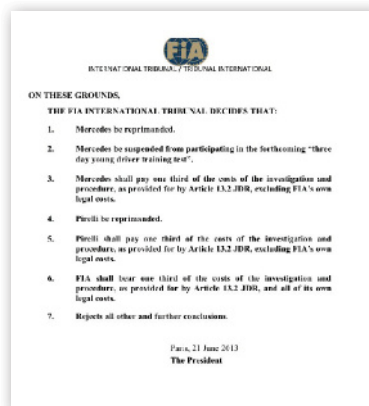 FiA
INTERNATIONAL TRIBUNAL / TRIBUNAL INTERNATIONAL
ON THESE GROUNDS,
THE FIA INTERNATIONAL TRIBUNAL DECIDES THAT:
1. Mercedes be reprimanded.
2. Mercedes be suspended from participating in the forthcoming “three
day young driver training test”.
3. Mercedes shall pay one third of the costs of the investigation and
procedure, as provided for by Article 13.2 JDR, excluding FIA’s own
legal costs.
4. Pirelli be reprimanded.
5. Pirelli shall pay one third of the costs of the investigation and
procedure, as provided for by Article 13.2 JDR, excluding FIA’s own
legal costs.
6. FIA shall bear one third of the costs of the investigation and
procedure, as provided for by Article 13.2 JDR, and all of its own
legal costs.
7. Rejects all other and further conclusions.
Paris, 21 June 2013
The President